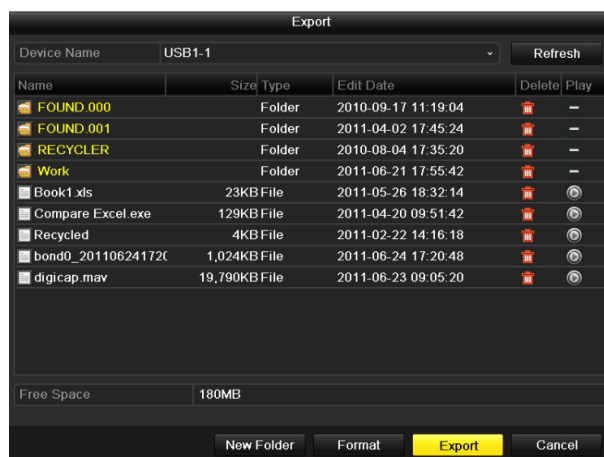 Export
Device Name USB1-1 Refresh
Name Size Type Edit Date Delete Play
FOUND.000 Folder 2010-09-17 11:19:04 –
FOUND.001 Folder 2011-04-02 17:45:24 –
RECYCLER Folder 2010-08-04 17:35:20 –
Work Folder 2011-06-21 17:55:42 –
Book1.xls 23KB File 2011-05-26 18:32:14
Compare Excel.exe 129KB File 2011-04-20 09:51:42
Recycled 4KB File 2011-02-22 14:16:18
bond0_201106241720 1,024KB File 2011-06-24 17:20:48
digicap.mav 19,790KB File 2011-06-23 09:05:20
Free Space 180MB
New Folder Format Export Cancel